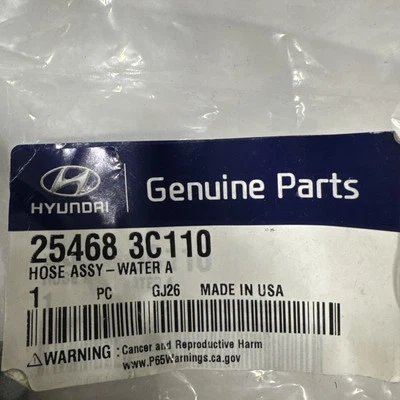 HYUNDAI
Genuine Parts
25468 3C110
HOSE ASSY-WATER A
1 PC GJ26 MADE IN USA
WARNING: Cancer and Reproductive Harm
www.P65Warnings.ca.gov